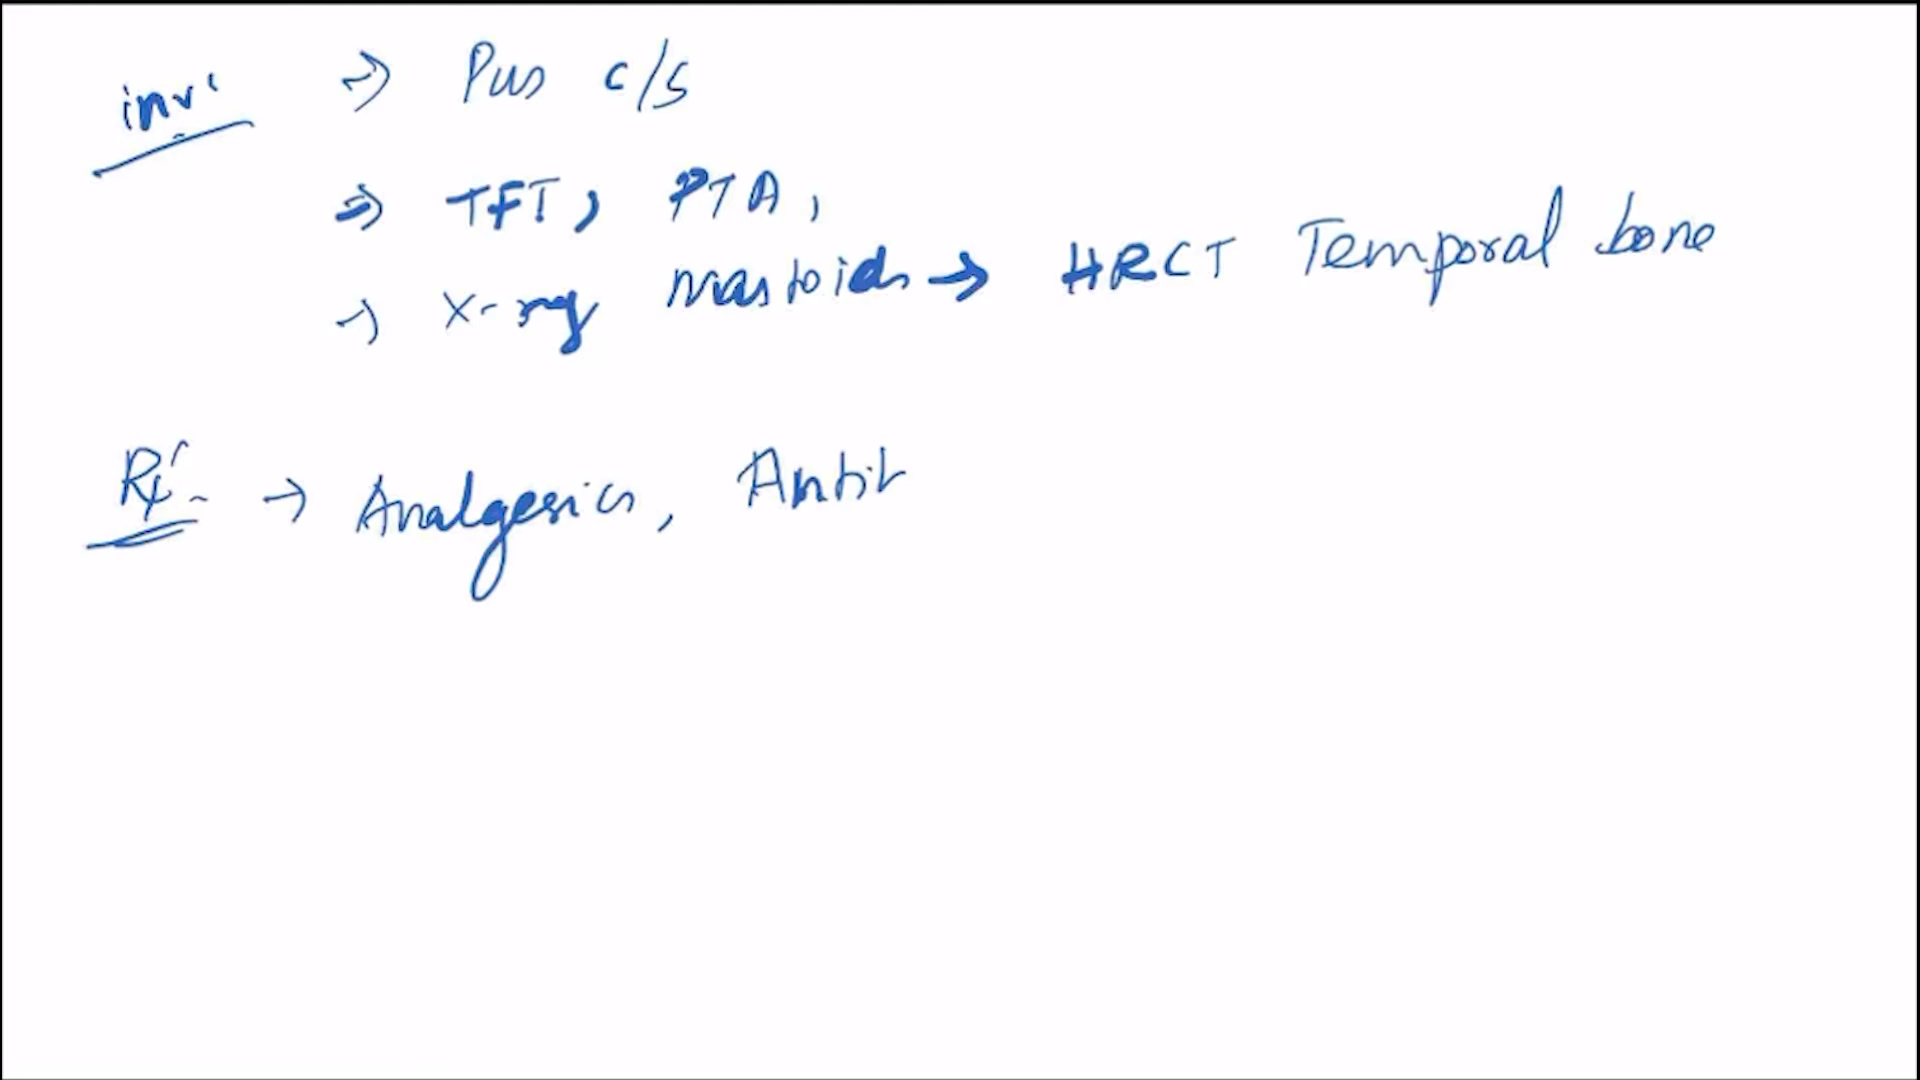 inv: → Pus c/s
→ TFT, PTA,
→ X-ray mastoids → HRCT Temporal bone
Rx → Analgesics, Antib